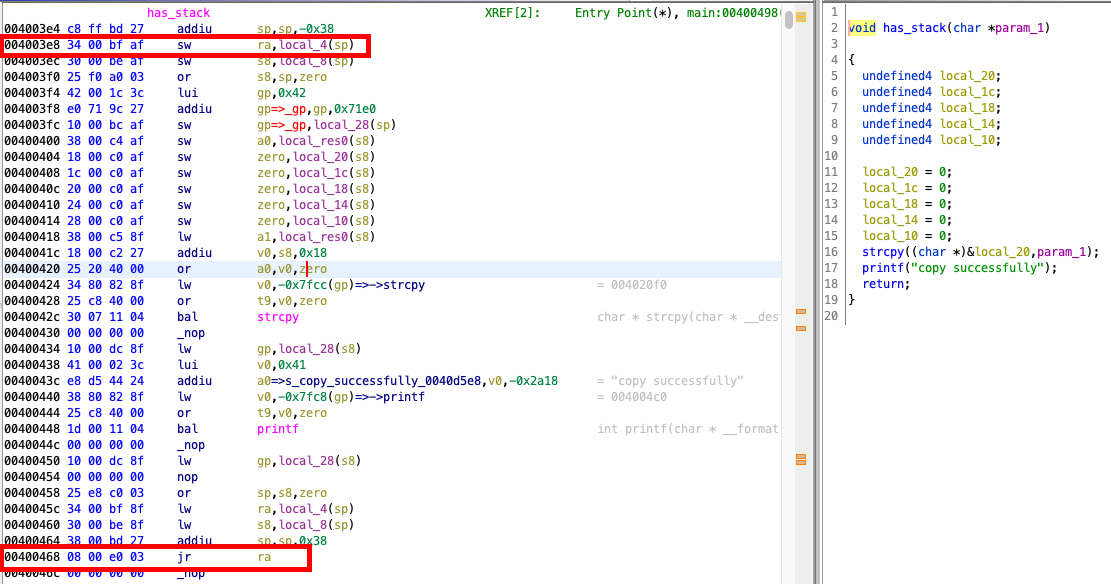 has_stack XREF[2]: Entry Point(*), main:00400498(
004003e4 c8 ff bd 27 addiu sp,sp,-0x38
004003e8 34 00 bf af sw ra,local_4(sp)
004003ec 30 00 be af sw s8,local_8(sp)
004003f0 25 f0 a0 03 or s8,sp,zero
004003f4 42 00 1c 3c lui gp,0x42
004003f8 e0 71 9c 27 addiu gp=>_gp,gp,0x71e0
004003fc 10 00 bc af sw gp=>_gp,local_28(sp)
00400400 38 00 c4 af sw a0,local_res0(s8)
00400404 18 00 c0 af sw zero,local_20(s8)
00400408 1c 00 c0 af sw zero,local_1c(s8)
0040040c 20 00 c0 af sw zero,local_18(s8)
00400410 24 00 c0 af sw zero,local_14(s8)
00400414 28 00 c0 af sw zero,local_10(s8)
00400418 38 00 c5 8f lw a1,local_res0(s8)
0040041c 18 00 c2 27 addiu v0,s8,0x18
00400420 25 20 40 00 or a0,v0,zero
00400424 34 80 82 8f lw v0,-0x7fcc(gp)=>->strcpy = 004020f0
00400428 25 c8 40 00 or t9,v0,zero
0040042c 30 07 11 04 bal strcpy char * strcpy(char * __des
00400430 00 00 00 00 _nop
00400434 10 00 dc 8f lw gp,local_28(s8)
00400438 41 00 02 3c lui v0,0x41
0040043c e8 d5 44 24 addiu a0=>s_copy_successfully_0040d5e8,v0,-0x2a18 = "copy successfully"
00400440 38 80 82 8f lw v0,-0x7fc8(gp)=>->printf = 004004c0
00400444 25 c8 40 00 or t9,v0,zero
00400448 1d 00 11 04 bal printf int printf(char * __format
0040044c 00 00 00 00 _nop
00400450 10 00 dc 8f lw gp,local_28(s8)
00400454 00 00 00 00 nop
00400458 25 e8 c0 03 or sp,s8,zero
0040045c 34 00 bf 8f lw ra,local_4(sp)
00400460 30 00 be 8f lw s8,local_8(sp)
00400464 38 00 bd 27 addiu sp,sp,0x38
00400468 08 00 e0 03 jr ra
0040046c 00 00 00 00 _nop
1
2 void has_stack(char *param_1)
3
4 {
5 undefined4 local_20;
6 undefined4 local_1c;
7 undefined4 local_18;
8 undefined4 local_14;
9 undefined4 local_10;
10
11 local_20 = 0;
12 local_1c = 0;
13 local_18 = 0;
14 local_14 = 0;
15 local_10 = 0;
16 strcpy((char *)&local_20,param_1);
17 printf("copy successfully");
18 return;
19 }
20